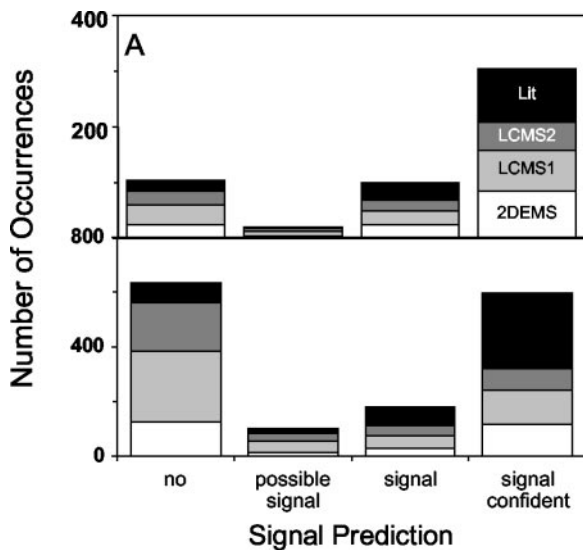 400
A
Lit
200
LCMS2
LCMS1
2DEMS
800
Number of Occurrences
400
0
no
possible
signal
signal
signal
confident
Signal Prediction